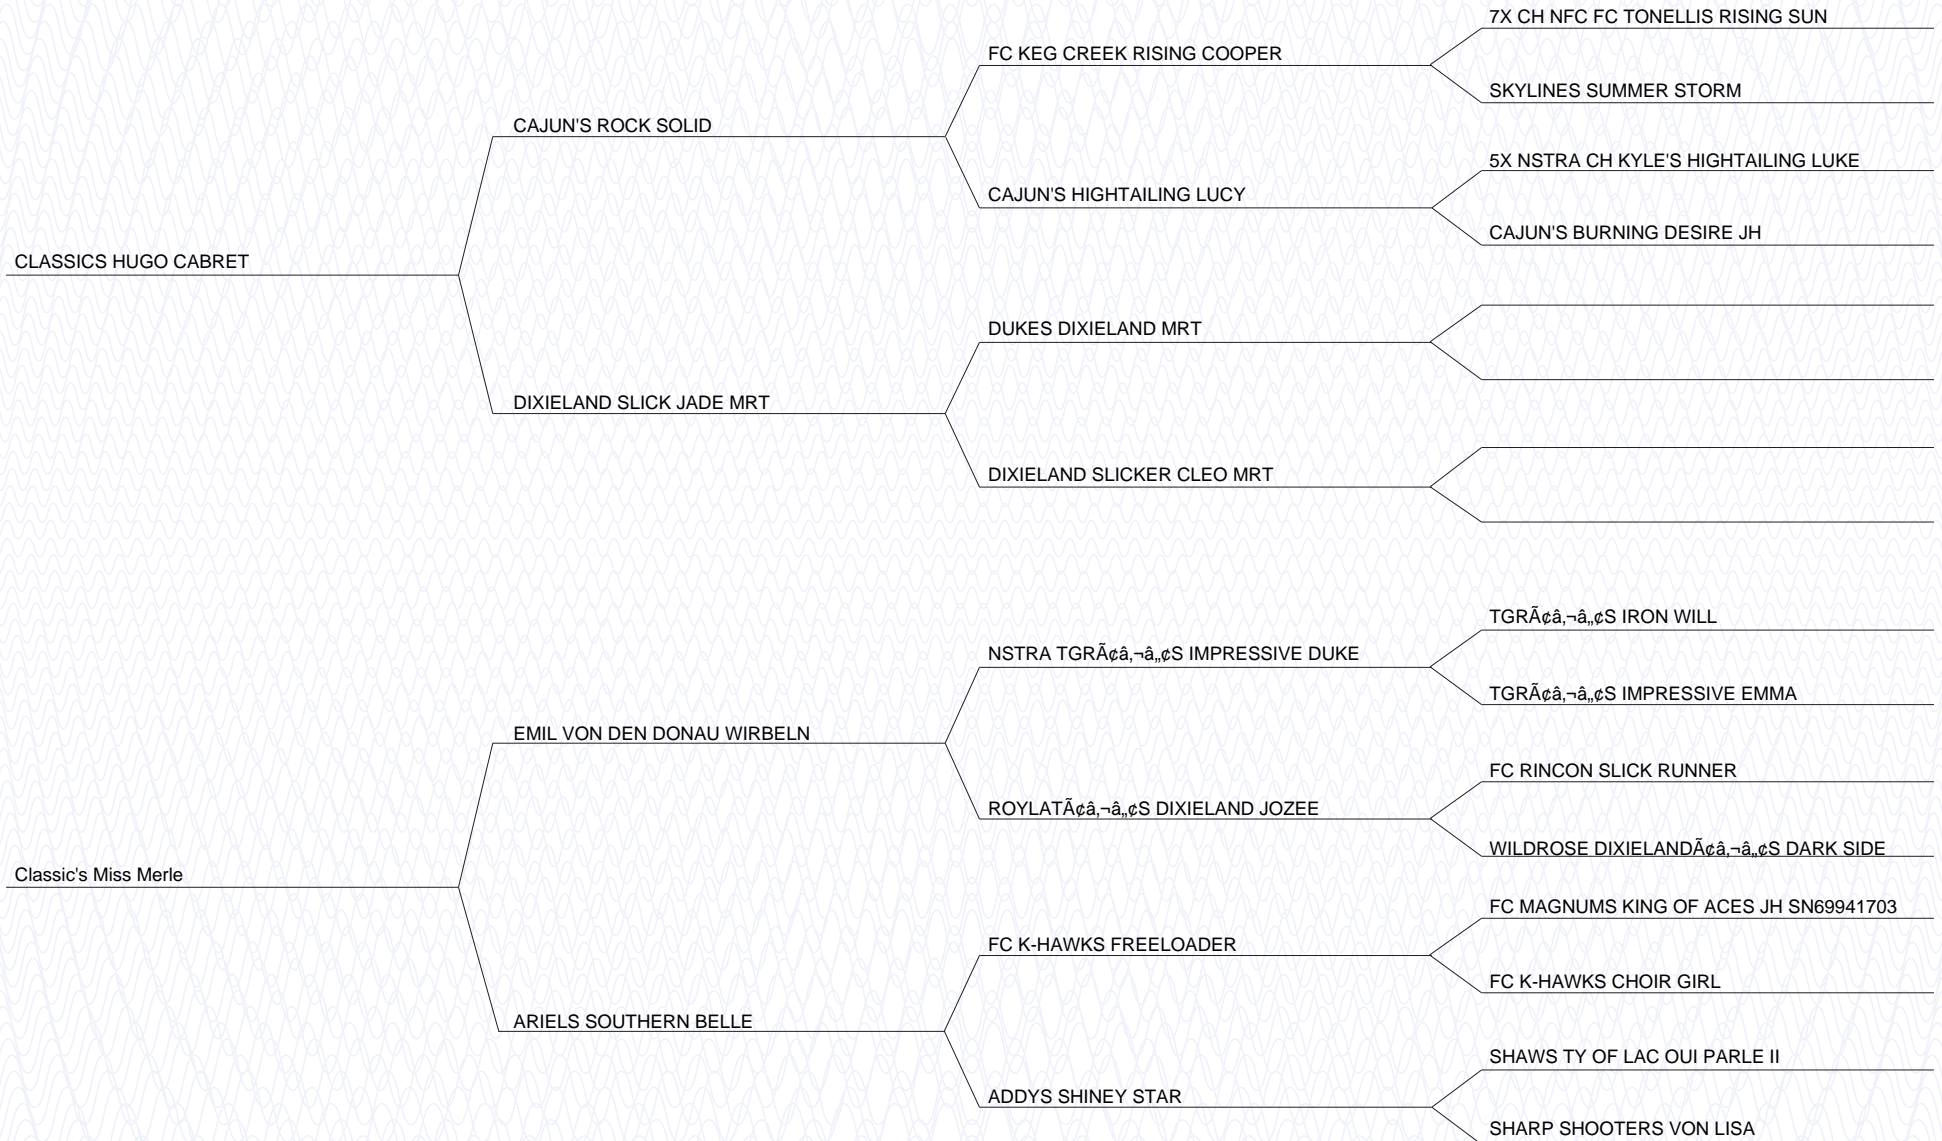 7X CH NFC FC TONELLIS RISING SUN
FC KEG CREEK RISING COOPER
SKYLINES SUMMER STORM
CAJUN'S ROCK SOLID
5X NSTRA CH KYLE'S HIGHTAILING LUKE
CAJUN'S HIGHTAILING LUCY
CAJUN'S BURNING DESIRE JH
CLASSICS HUGO CABRET
DUKES DIXIELAND MRT
DIXIELAND SLICK JADE MRT
DIXIELAND SLICKER CLEO MRT
TGRÃ¢â‚¬â„¢S IRON WILL
NSTRA TGRÃ¢â‚¬â„¢S IMPRESSIVE DUKE
TGRÃ¢â‚¬â„¢S IMPRESSIVE EMMA
EMIL VON DEN DONAU WIRBELN
FC RINCON SLICK RUNNER
ROYLATÃ¢â‚¬â„¢S DIXIELAND JOZEE
WILDROSE DIXIELANDÃ¢â‚¬â„¢S DARK SIDE
Classic's Miss Merle
FC MAGNUMS KING OF ACES JH SN69941703
FC K-HAWKS FREELOADER
FC K-HAWKS CHOIR GIRL
ARIELS SOUTHERN BELLE
SHAWS TY OF LAC OUI PARLE II
ADDYS SHINEY STAR
SHARP SHOOTERS VON LISA